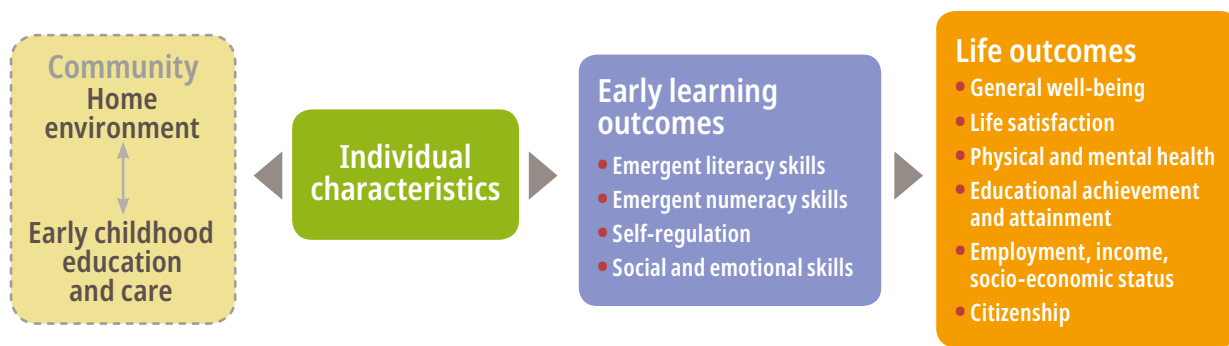 Community
Home
environment
Early childhood
education
and care
Individual
characteristics
Early learning
outcomes
• Emergent literacy skills
• Emergent numeracy skills
• Self-regulation
• Social and emotional skills
Life outcomes
• General well-being
• Life satisfaction
• Physical and mental health
• Educational achievement
and attainment
• Employment, income,
socio-economic status
• Citizenship